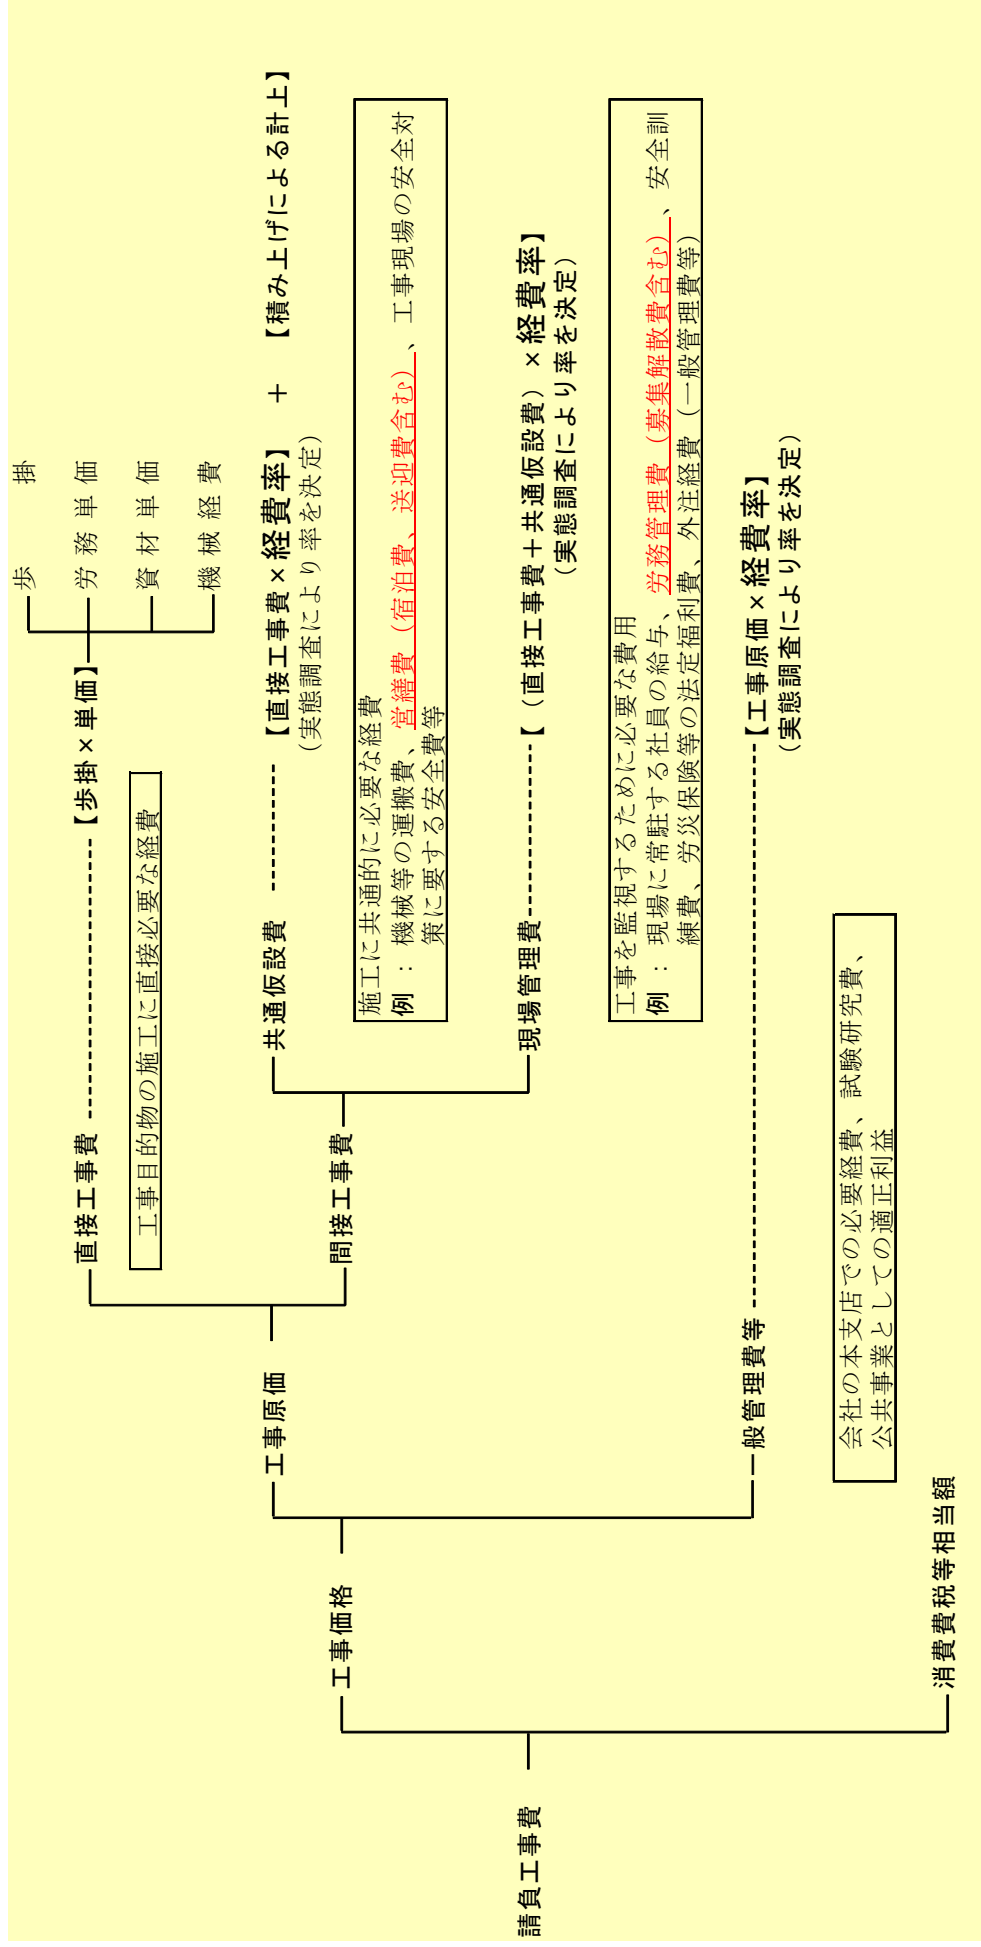 歩掛
労務単価
資材単価
機械経費
直接工事費
【歩掛×単価】
工事目的物の施工に直接必要な経費
共通仮設費
【直接工事費×経費率】 ＋ 【積み上げによる計上】
（実態調査により率を決定）
施工に共通的に必要な経費
例 ： 機械等の運搬費、営繕費（宿泊費、送迎費含む）、工事現場の安全対
策に要する安全費等
間接工事費
工事原価
現場管理費
【（直接工事費＋共通仮設費）×経費率】
（実態調査により率を決定）
工事を監視するために必要な費用
例 ： 現場に常駐する社員の給与、労務管理費（募集解散費含む）、安全訓
練費、労災保険等の法定福利費、外注経費（一般管理費等）
工事価格
請負工事費
一般管理費等
【工事原価×経費率】
（実態調査により率を決定）
会社の本支店での必要経費、試験研究費、
公共事業としての適正利益
消費費税等相当額